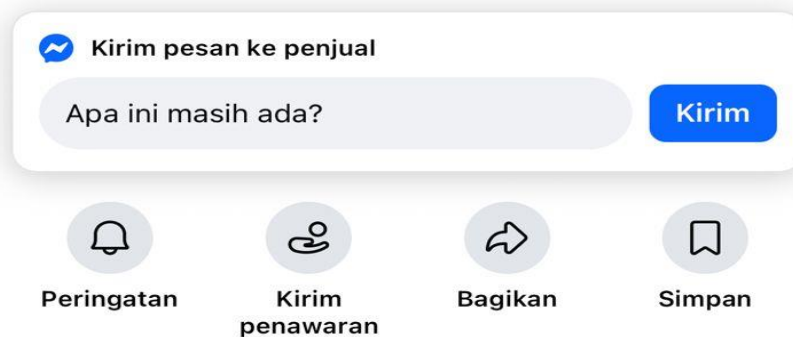 Kirim pesan ke penjual
Apa ini masih ada?
Kirim
Peringatan
Kirim
penawaran
Bagikan
Simpan